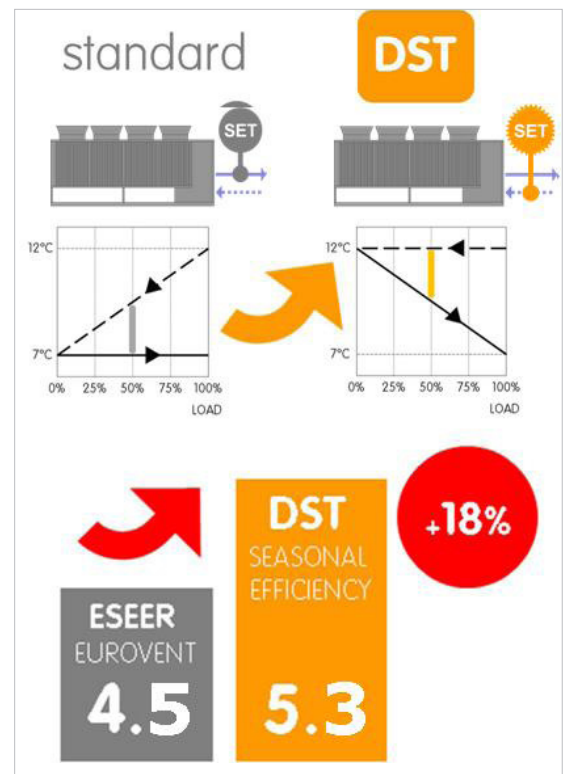 standard
DST
SET
SET
12°C
7°C
0% 25% 50% 75% 100%
LOAD
12°C
7°C
0% 25% 50% 75% 100%
LOAD
+18%
DST
SEASONAL
EFFICIENCY
5.3
ESEER
EUROVENT
4.5